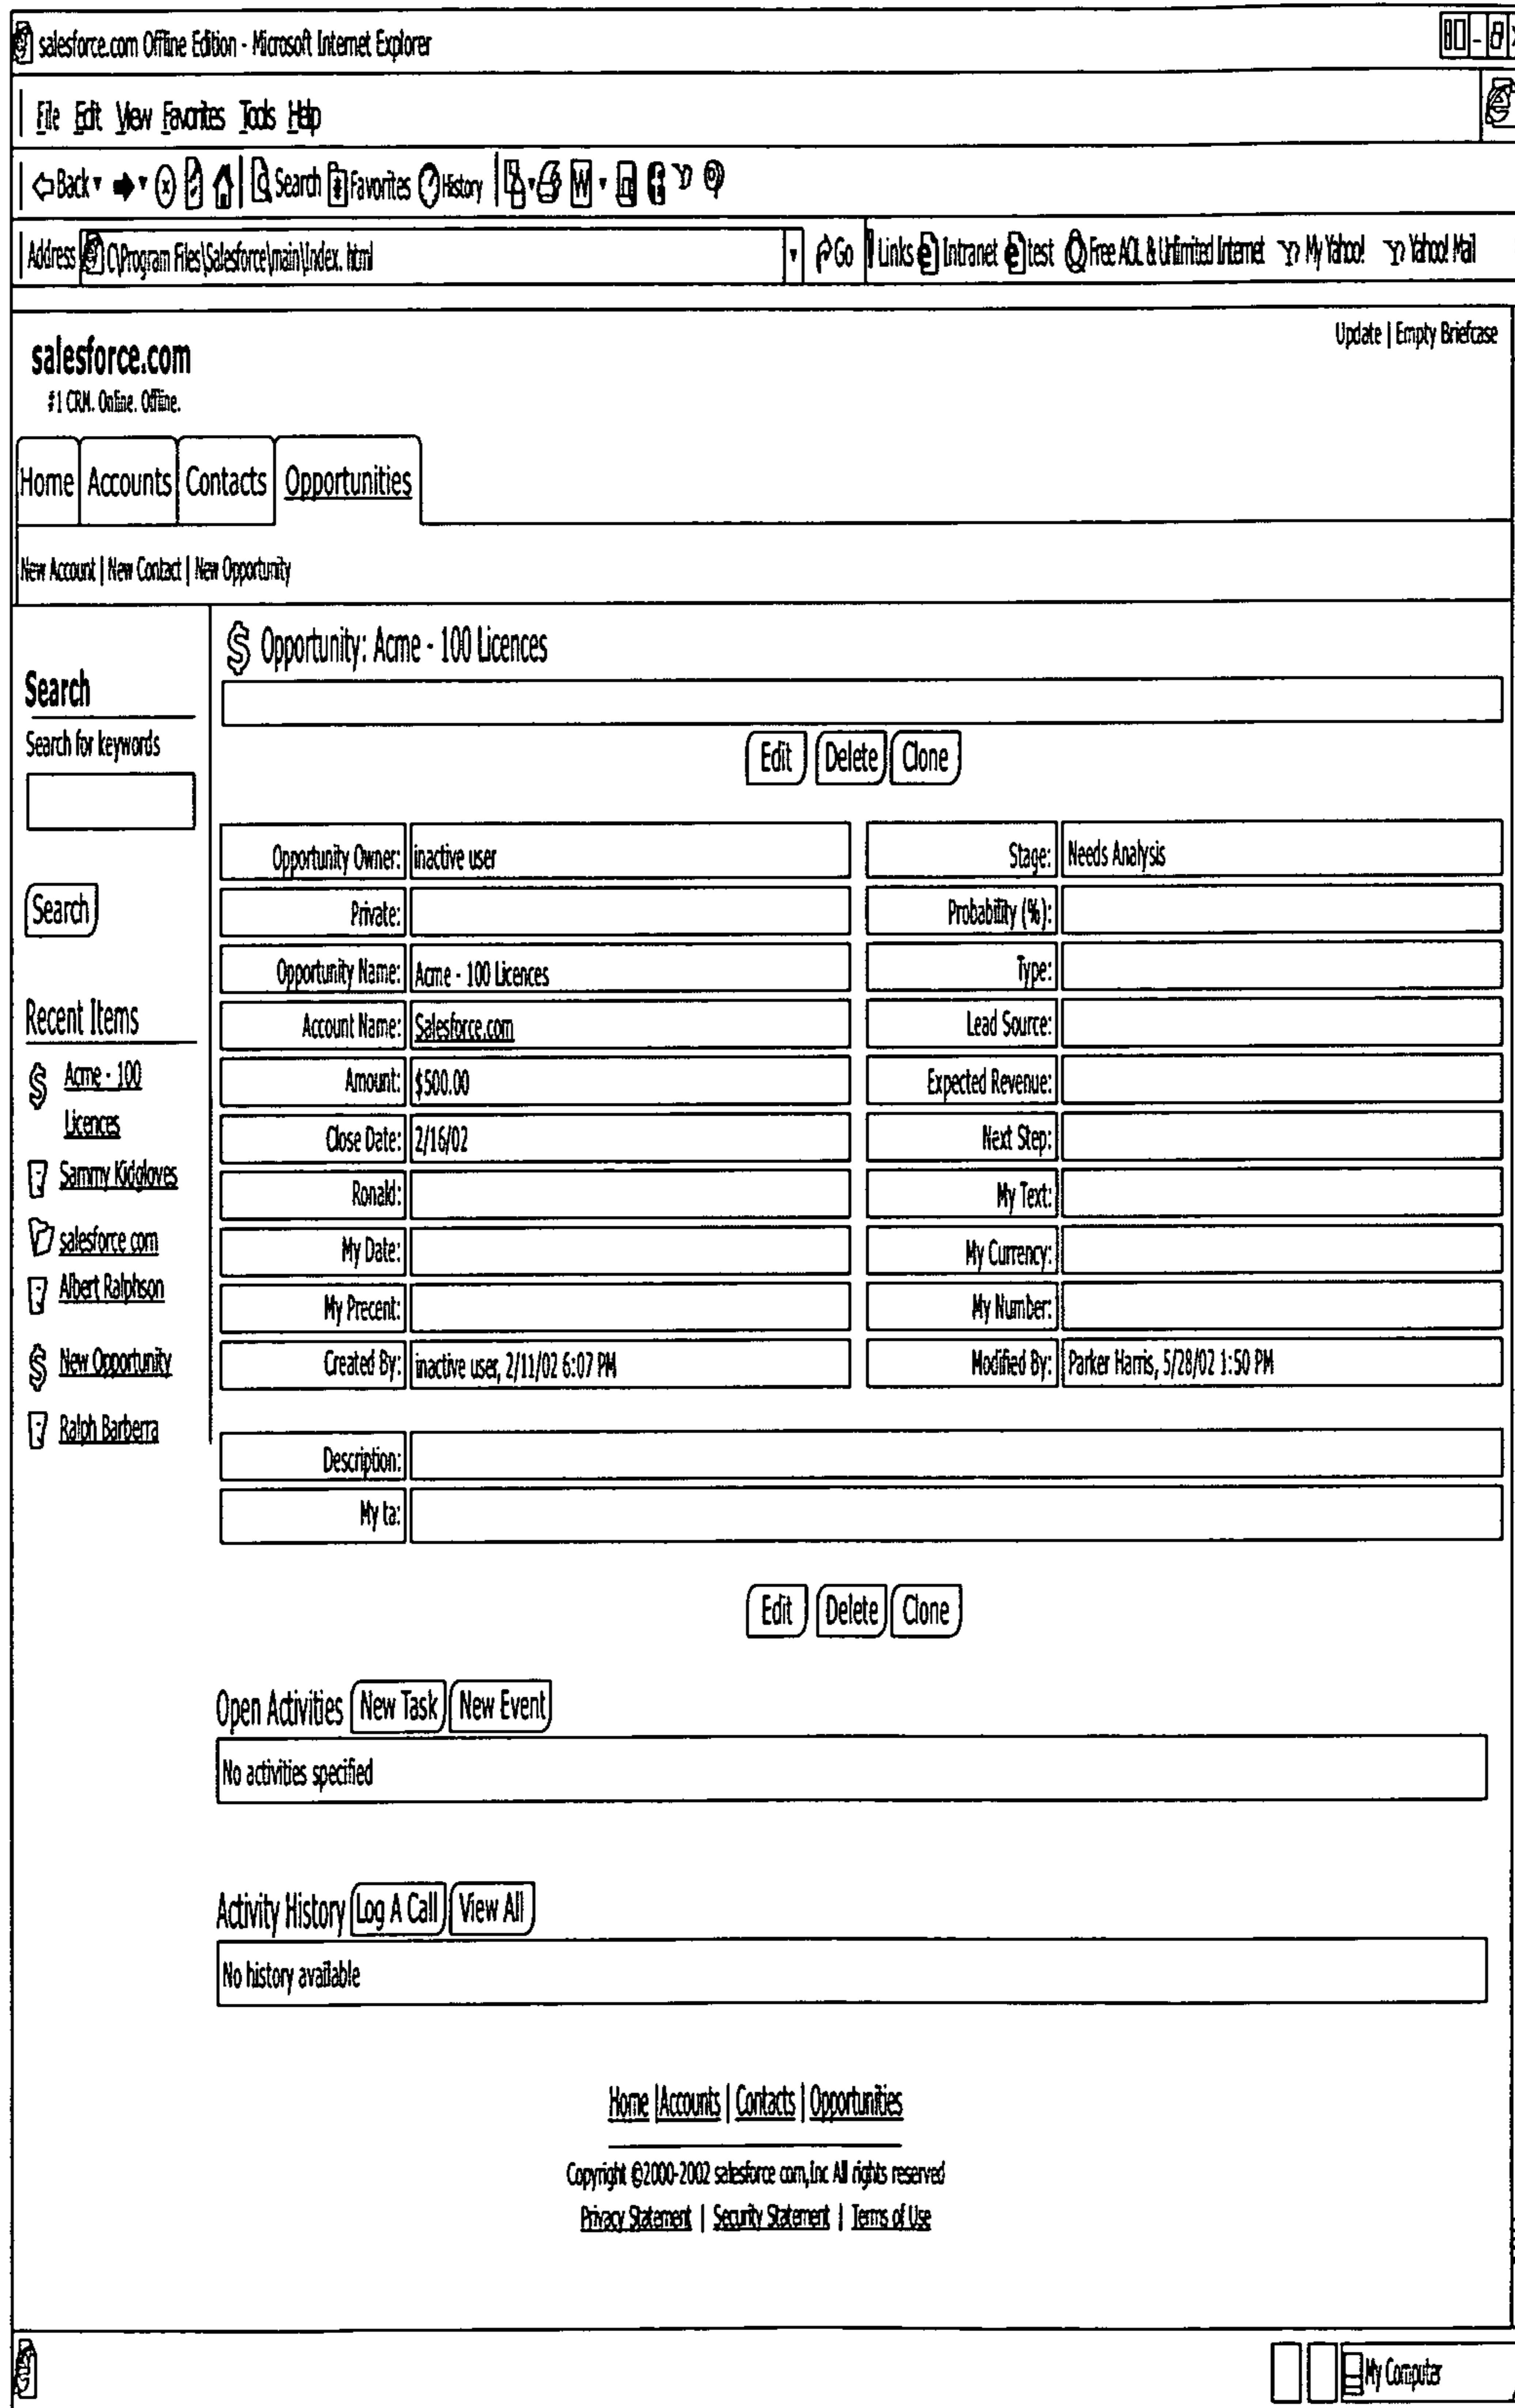 salesforce.com Offline Edition - Microsoft Internet Explorer
File Edit View Favorites Tools Help
Back Search Favorites History W
Address C\Program Files\Salesforce\main\Index. html Go Links Intranet test Free AOL & Unlimited Internet My Yahoo! Yahoo! Mail
Update | Empty Briefcase
salesforce.com
#1 CRM. Online. Offline.
Home Accounts Contacts Opportunities
New Account | New Contact | New Opportunity
$ Opportunity: Acme - 100 Licences
Search
Search for keywords
Edit Delete Clone
Search
Recent Items
$ Acme - 100
Licences
Sammy Kidgloves
salesforce com
Albert Ralphson
$ New Opportunity
Ralph Barberra
Opportunity Owner: inactive user Stage: Needs Analysis
Private: Probability (%):
Opportunity Name: Acme - 100 Licences Type:
Account Name: Salesforce.com Lead Source:
Amount: $500.00 Expected Revenue:
Close Date: 2/16/02 Next Step:
Ronald: My Text:
My Date: My Currency:
My Precent: My Number:
Created By: inactive user, 2/11/02 6:07 PM Modified By: Parker Harris, 5/28/02 1:50 PM
Description:
My ta:
Edit Delete Clone
Open Activities New Task New Event
No activities specified
Activity History Log A Call View All
No history available
Home |Accounts | Contacts | Opportunities
Copyright ©2000-2002 salesforce com,Inc All rights reserved
Privacy Statement | Security Statement | Terms of Use
My Computer